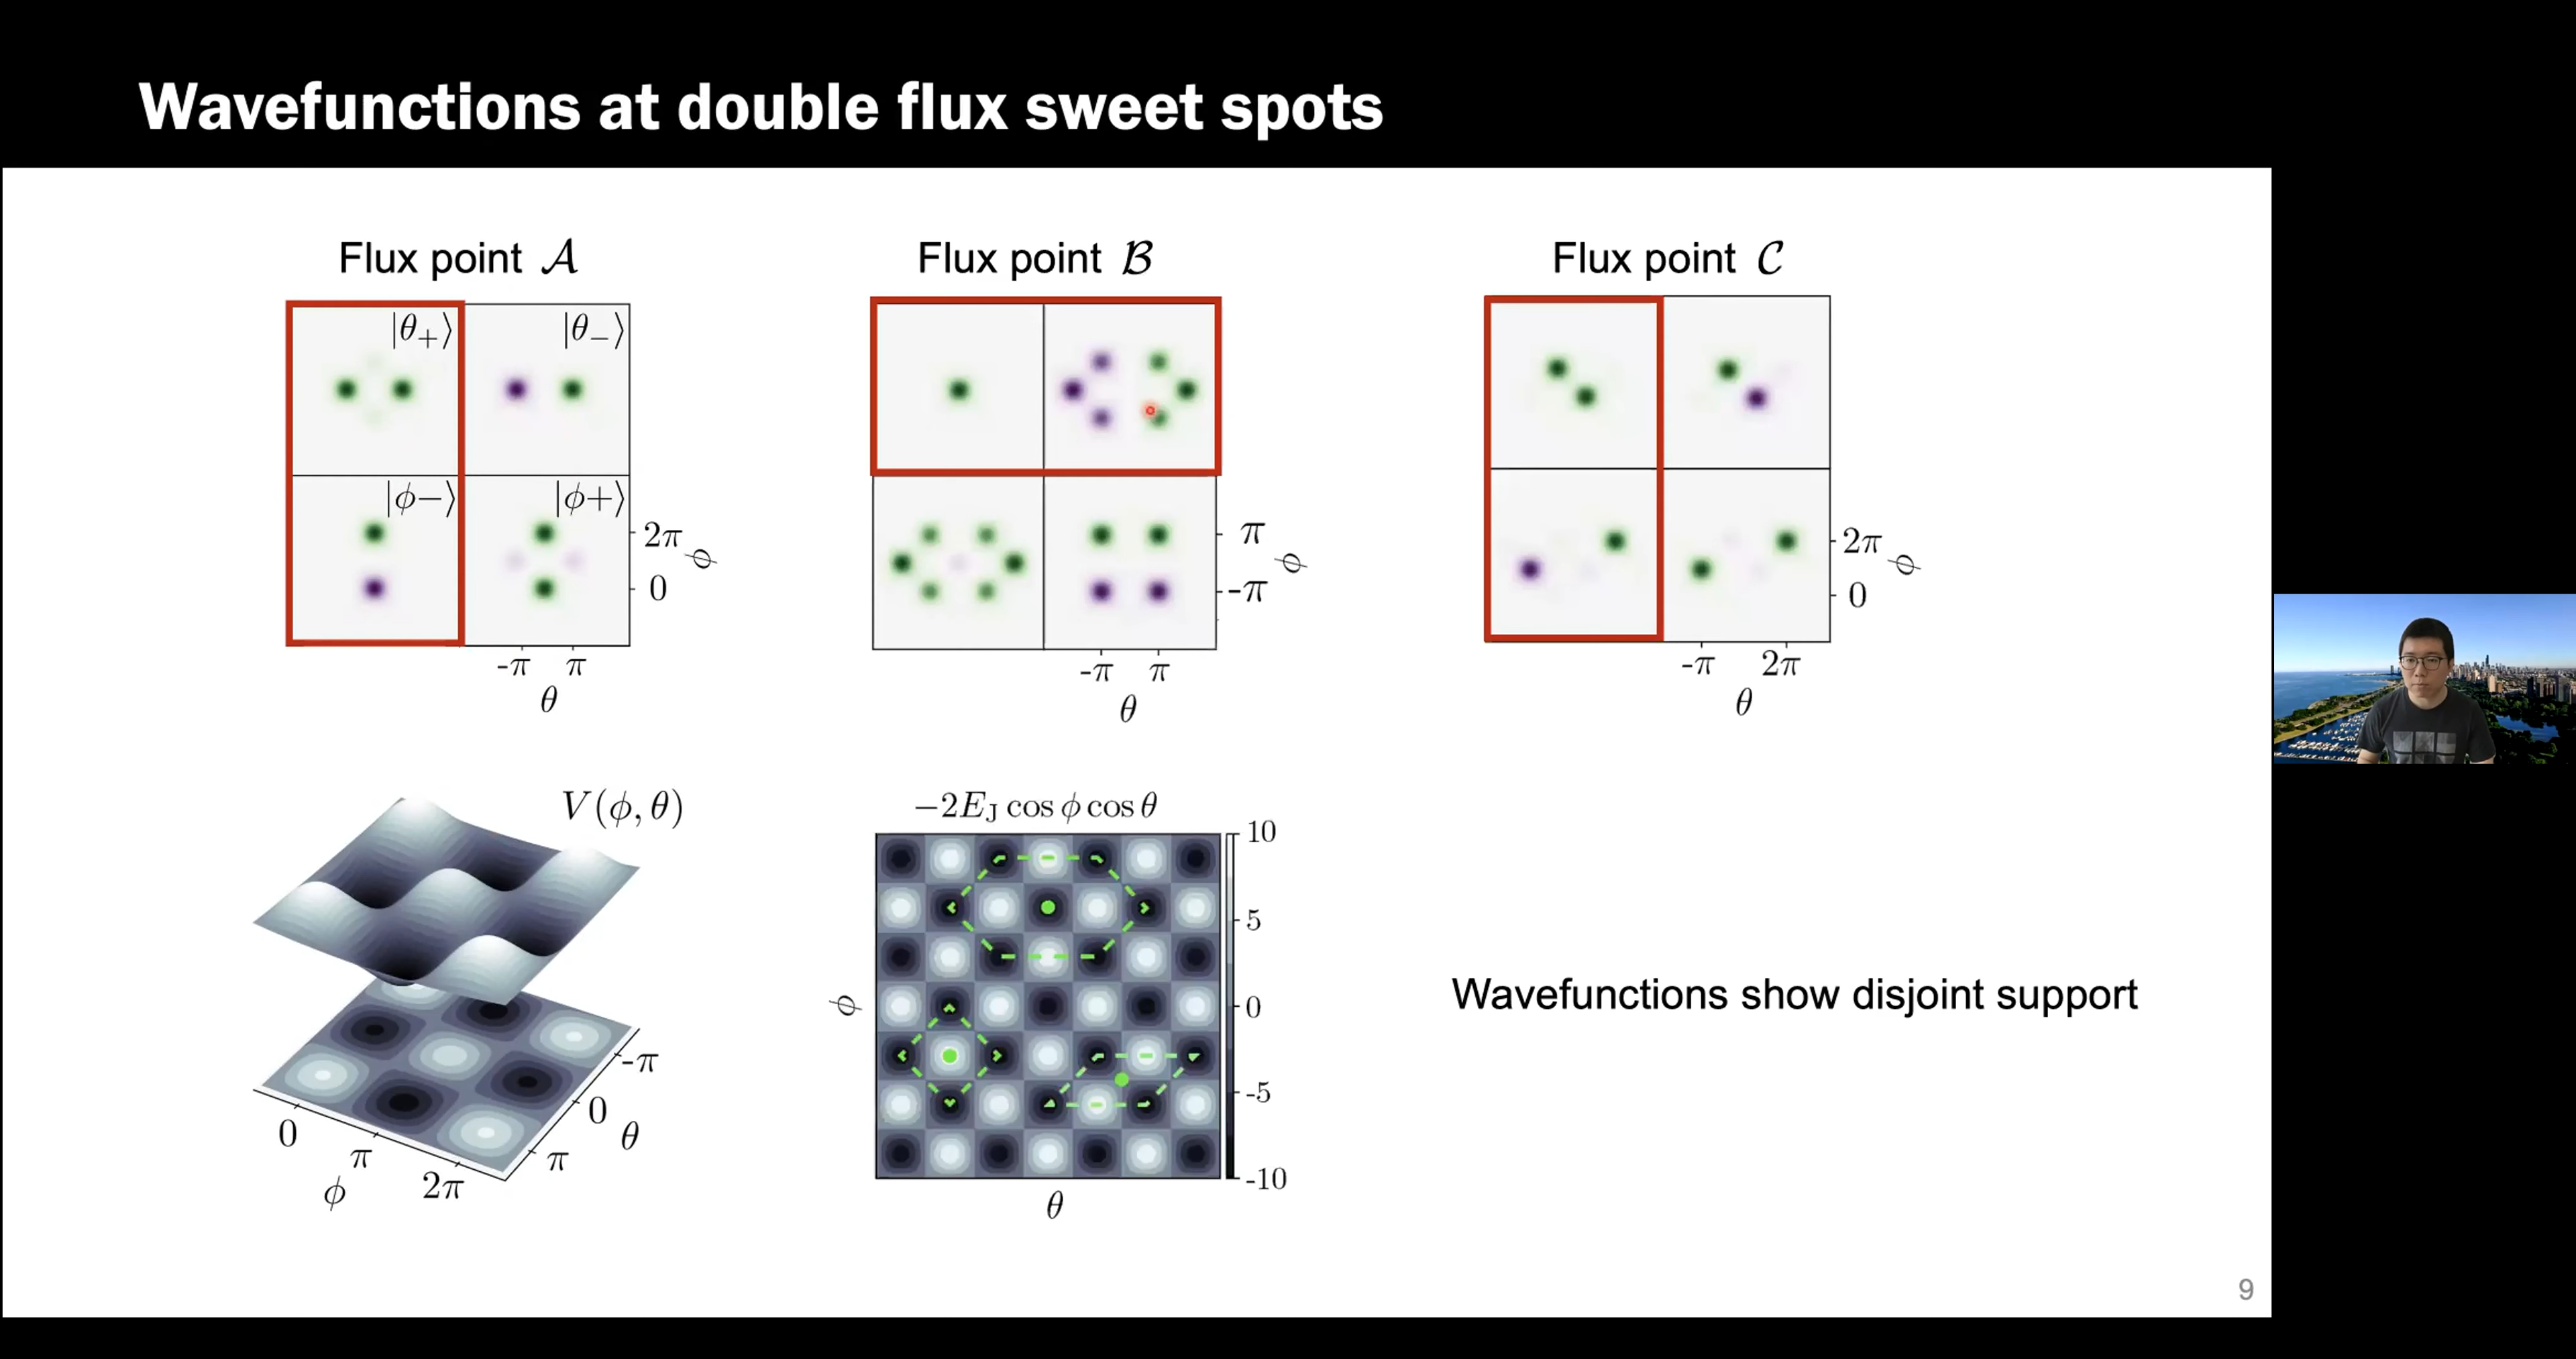 Wavefunctions at double flux sweet spots
Flux point 𝒜
|θ₊⟩
|θ₋⟩
|ϕ−⟩
|ϕ+⟩
2π
0
ϕ
-π
π
θ
Flux point ℬ
π
-π
ϕ
-π
π
θ
Flux point 𝒞
2π
0
ϕ
-π
2π
θ
V(ϕ, θ)
-π
0
π
θ
0
π
2π
ϕ
−2E_J cos ϕ cos θ
10
5
0
-5
-10
ϕ
θ
Wavefunctions show disjoint support
9